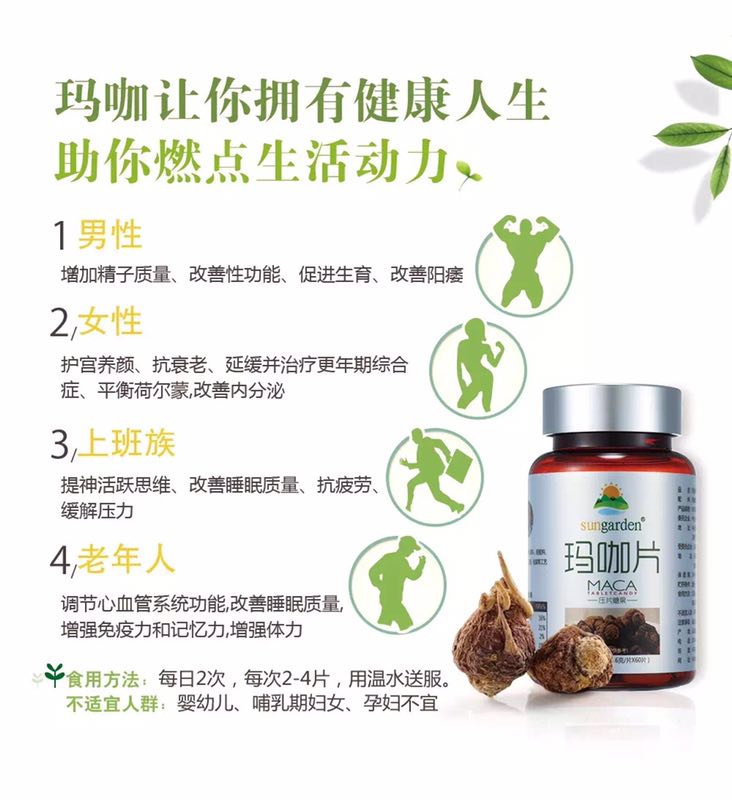 玛咖让你拥有健康人生
助你燃点生活动力
1 男性
增加精子质量、改善性功能、促进生育、改善阳痿
2/女性
护宫养颜、抗衰老、延缓并治疗更年期综合
症、平衡荷尔蒙,改善内分泌
3/上班族
提神活跃思维、改善睡眠质量、抗疲劳、
缓解压力
4/老年人
调节心血管系统功能,改善睡眠质量,
增强免疫力和记忆力,增强体力
食用方法：每日2次，每次2-4片，用温水送服。
不适宜人群：婴幼儿、哺乳期妇女、孕妇不宜
sungarden®
玛咖片
MACA
TABLETCANDY
压片糖果